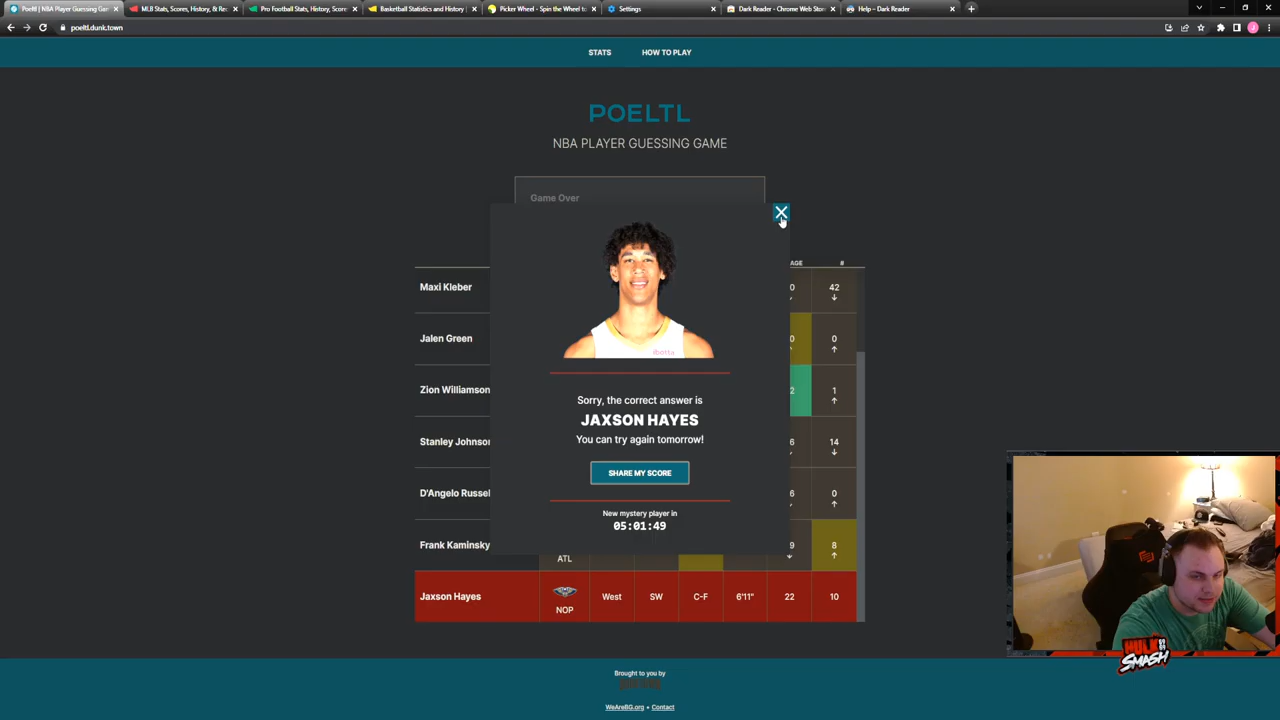 Poeltl | NBA Player Guessing Gam
MLB Stats, Scores, History, & Re
Pro Football Stats, History, Score
Basketball Statistics and History |
Picker Wheel - Spin the Wheel to
Settings
Dark Reader - Chrome Web Stor
Help – Dark Reader
poeltl.dunk.town
STATS
HOW TO PLAY
POELTL
NBA PLAYER GUESSING GAME
Game Over
AGE
#
Maxi Kleber
0
42
↓
Jalen Green
0
0
↑
Zion Williamson
2
1
↑
Stanley Johnson
6
14
↓
D'Angelo Russel
6
0
↑
Frank Kaminsky
ATL
9
8
↑
Jaxson Hayes
NOP
West
SW
C-F
6'11"
22
10
ibotta
Sorry, the correct answer is
JAXSON HAYES
You can try again tomorrow!
SHARE MY SCORE
New mystery player in
05:01:49
HULK
SMASH
Brought to you by
WeAreBG.org • Contact